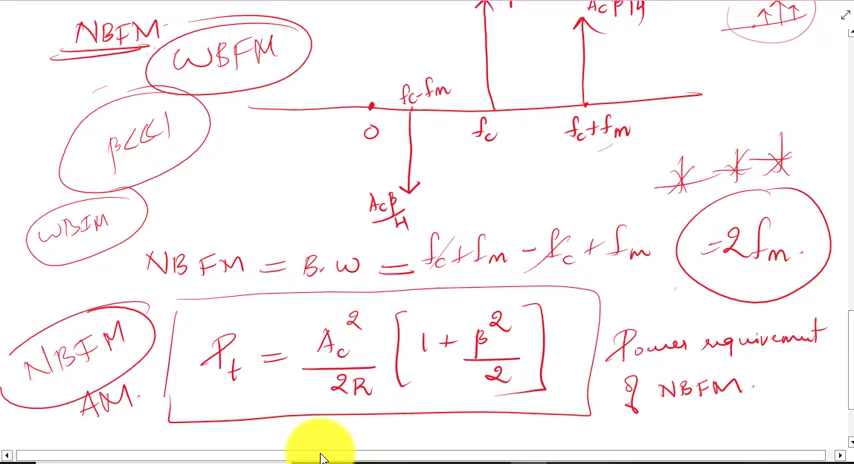 NBFM
WBFM
Acβ/4
fc-fm
0
fc
fc+fm
β<<1
Acβ/4
WBFM
NBFM = B.W = fc+fm - fc + fm
= 2fm.
NBFM
AM.
Pt = Ac²/2R [1 + β²/2]
Power requirement
of NBFM.